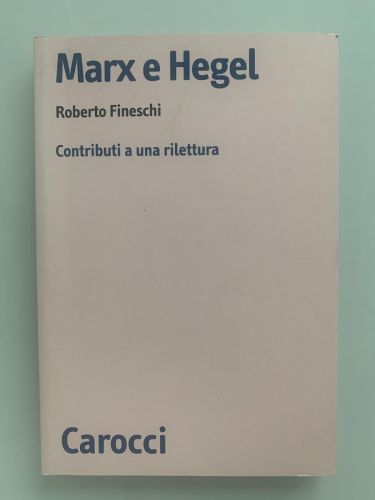 Marx e Hegel
Roberto Fineschi
Contributi a una rilettura
Carocci